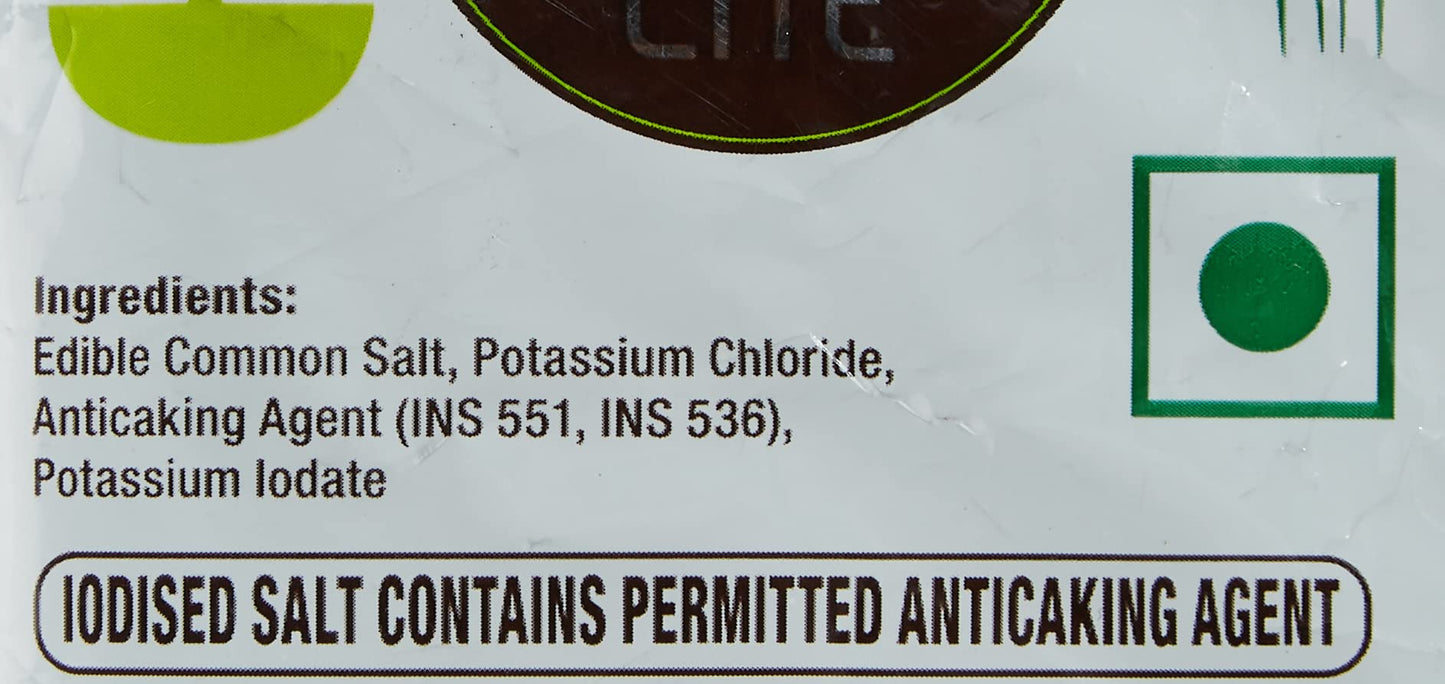 LITE
Ingredients:
Edible Common Salt, Potassium Chloride,
Anticaking Agent (INS 551, INS 536),
Potassium Iodate
IODISED SALT CONTAINS PERMITTED ANTICAKING AGENT